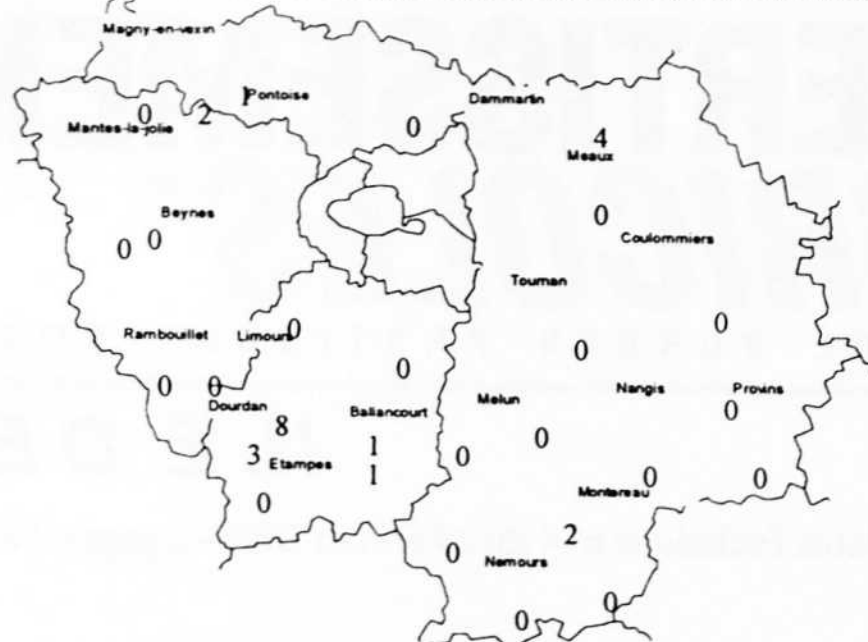 Magny-en-vexin
1 Pontoise
Dammartin
0 2
Mantes-la-jolie
0
4
Meaux
Beynes
0
Coulommiers
0 0
Tournan
Rambouillet Limours 0
0
0
0
0 0
Nangis Provins
Dourdan Ballancourt Melun
0
8
1 0
3 Etampes 0
1 0 0
Montereau
0
2
0
Nemours
0
0